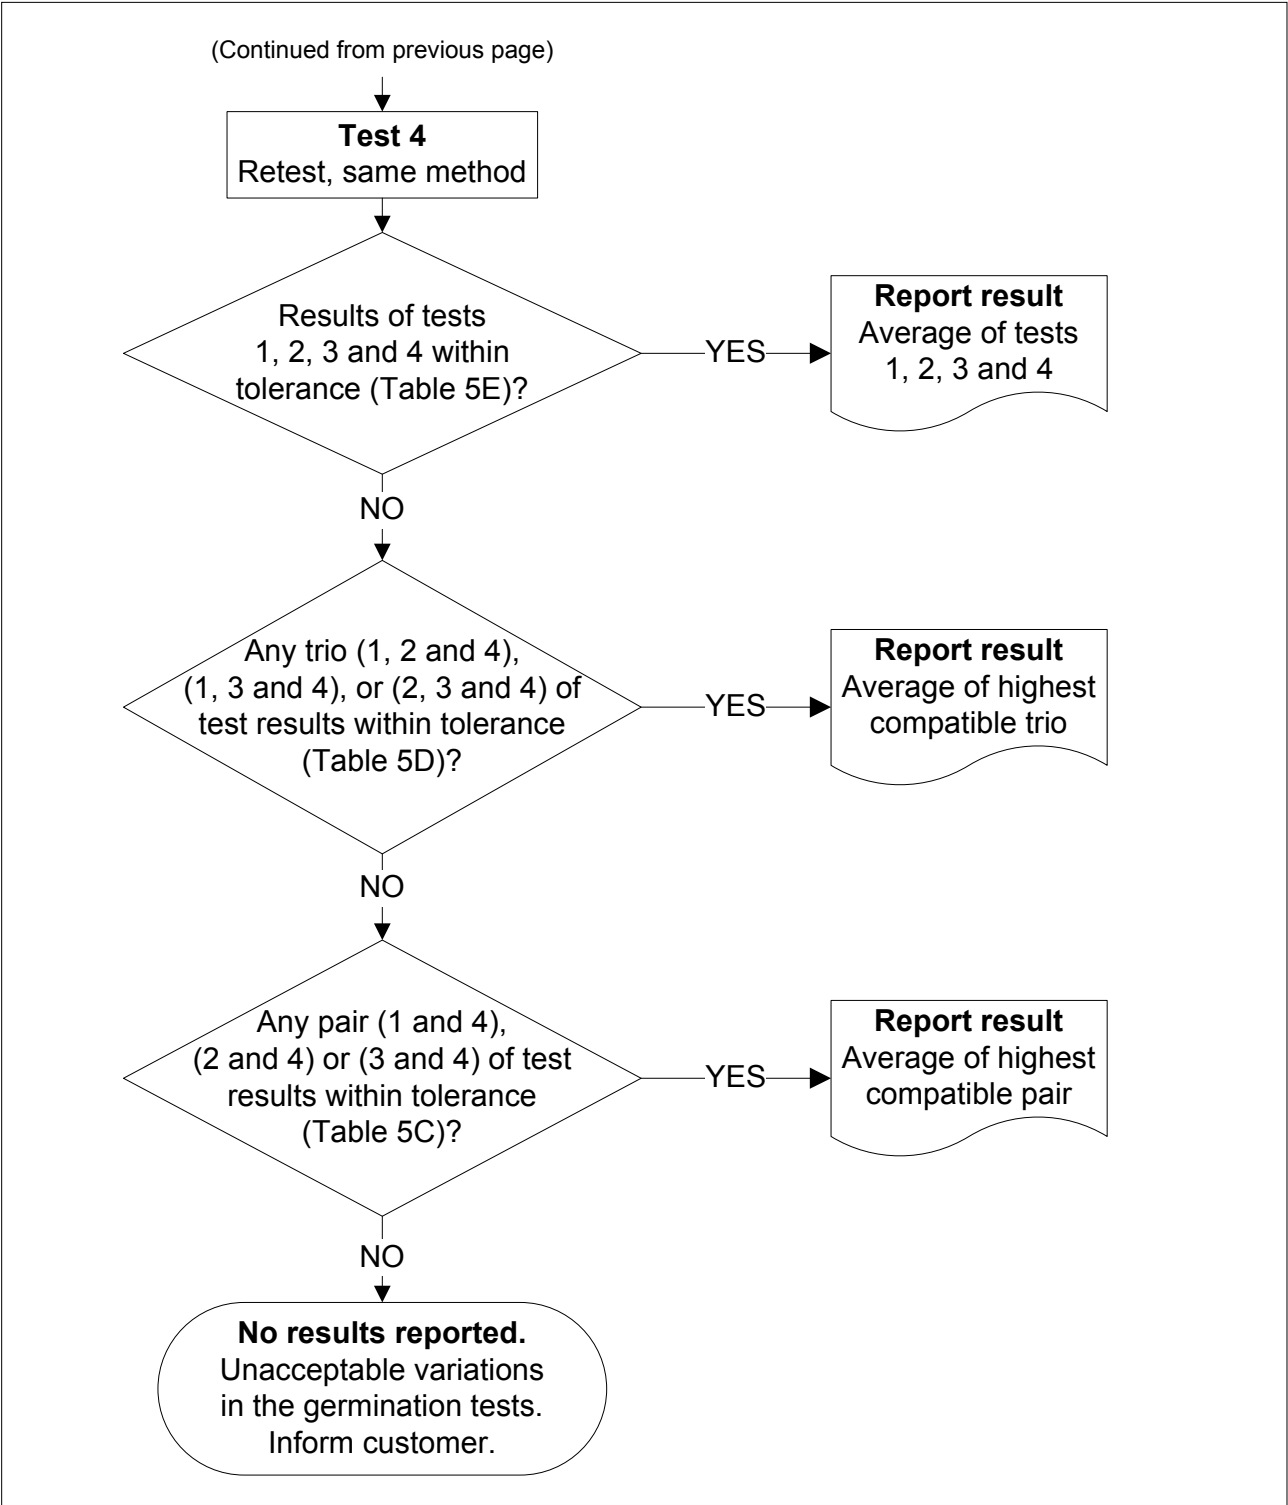 (Continued from previous page)
Test 4
Retest, same method
Results of tests
1, 2, 3 and 4 within
tolerance (Table 5E)?
YES
Report result
Average of tests
1, 2, 3 and 4
NO
Any trio (1, 2 and 4),
(1, 3 and 4), or (2, 3 and 4) of
test results within tolerance
(Table 5D)?
YES
Report result
Average of highest
compatible trio
NO
Any pair (1 and 4),
(2 and 4) or (3 and 4) of test
results within tolerance
(Table 5C)?
YES
Report result
Average of highest
compatible pair
NO
No results reported.
Unacceptable variations
in the germination tests.
Inform customer.